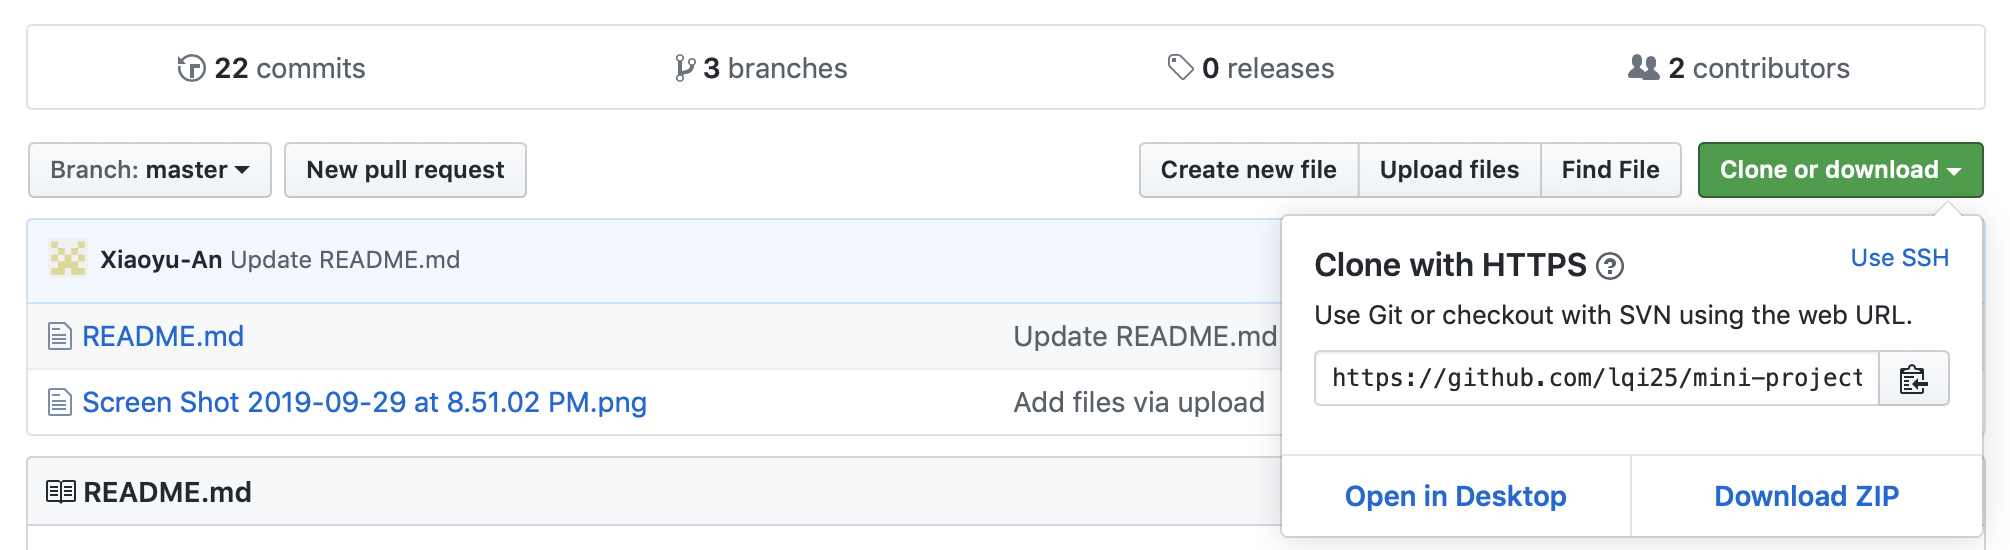 22 commits 3 branches 0 releases 2 contributors
Branch: master New pull request Create new file Upload files Find File Clone or download
Xiaoyu-An Update README.md
README.md Update README.md
Screen Shot 2019-09-29 at 8.51.02 PM.png Add files via upload
README.md
Clone with HTTPS ? Use SSH
Use Git or checkout with SVN using the web URL.
https://github.com/lqi25/mini-project
Open in Desktop Download ZIP